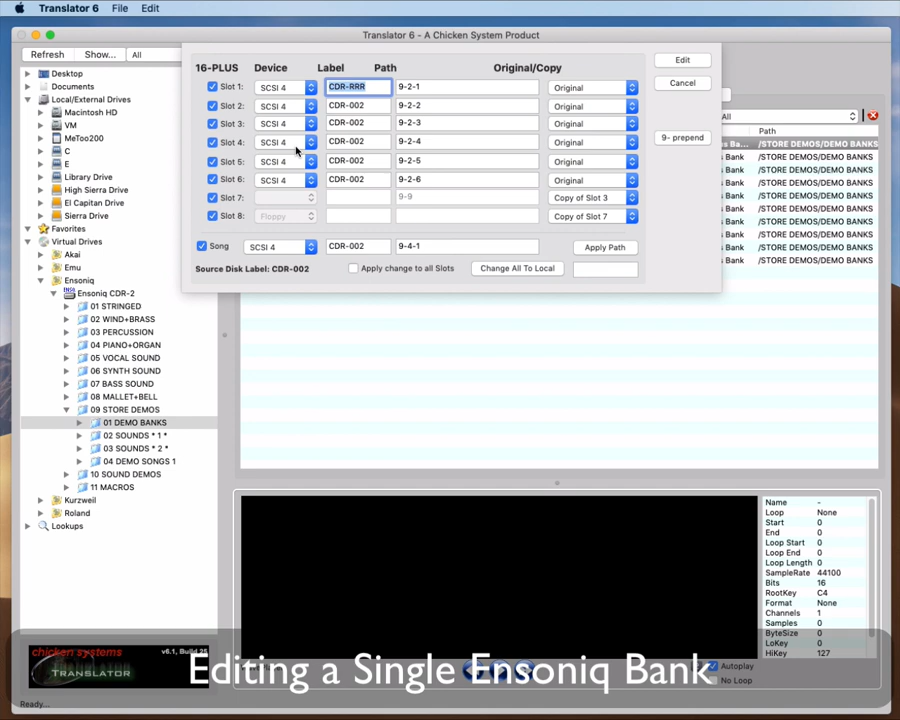 Translator 6 File Edit
Translator 6 - A Chicken System Product
Refresh Show... All
Desktop
Documents
Local/External Drives
Macintosh HD
VM
MeToo200
C
E
Library Drive
High Sierra Drive
El Capitan Drive
Sierra Drive
Favorites
Virtual Drives
Akai
Emu
Ensoniq
Ensoniq CDR-2
01 STRINGED
02 WIND+BRASS
03 PERCUSSION
04 PIANO+ORGAN
05 VOCAL SOUND
06 SYNTH SOUND
07 BASS SOUND
08 MALLET+BELL
09 STORE DEMOS
01 DEMO BANKS
02 SOUNDS * 1 *
03 SOUNDS * 2 *
04 DEMO SONGS 1
10 SOUND DEMOS
11 MACROS
Kurzweil
Roland
Lookups
16-PLUS Device Label Path Original/Copy
Slot 1: SCSI 4 CDR-RRR 9-2-1 Original
Slot 2: SCSI 4 CDR-002 9-2-2 Original
Slot 3: SCSI 4 CDR-002 9-2-3 Original
Slot 4: SCSI 4 CDR-002 9-2-4 Original
Slot 5: SCSI 4 CDR-002 9-2-5 Original
Slot 6: SCSI 4 CDR-002 9-2-6 Original
Slot 7: 9-9 Copy of Slot 3
Slot 8: Floppy Copy of Slot 7
Song SCSI 4 CDR-002 9-4-1 Apply Path
Source Disk Label: CDR-002 Apply change to all Slots Change All To Local
Edit
Cancel
9- prepend
All
Ba... Path
s Bank /STORE DEMOS/DEMO BANKS
s Bank /STORE DEMOS/DEMO BANKS
s Bank /STORE DEMOS/DEMO BANKS
s Bank /STORE DEMOS/DEMO BANKS
s Bank /STORE DEMOS/DEMO BANKS
s Bank /STORE DEMOS/DEMO BANKS
s Bank /STORE DEMOS/DEMO BANKS
s Bank /STORE DEMOS/DEMO BANKS
s Bank /STORE DEMOS/DEMO BANKS
Name -
Loop None
Start 0
End 0
Loop Start 0
Loop End 0
Loop Length 0
SampleRate 44100
Bits 16
RootKey C4
Format None
Channels 1
Samples 0
ByteSize 0
LoKey 0
HiKey 127
Autoplay
No Loop
chicken systems v6.1, Build 25
TRANSLATOR
Editing a Single Ensoniq Bank
Ready...